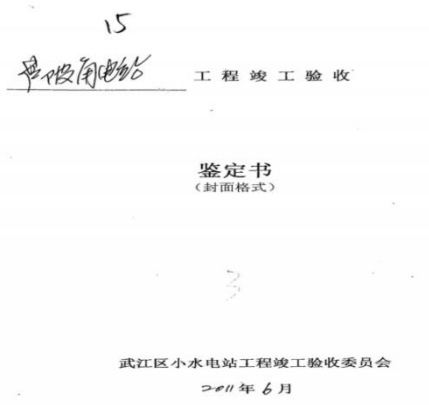 15
坡角电站 工程竣工验收
鉴定书
(封面格式)
武江区小水电站工程竣工验收委员会
2011年6月